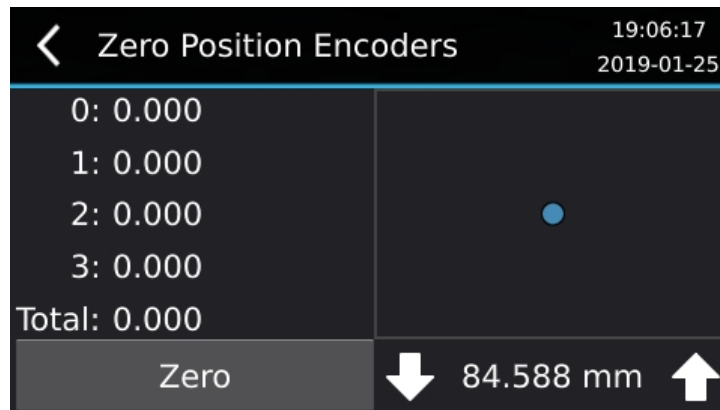 Zero Position Encoders
19:06:17
2019-01-25
0: 0.000
1: 0.000
2: 0.000
3: 0.000
Total: 0.000
Zero
84.588 mm